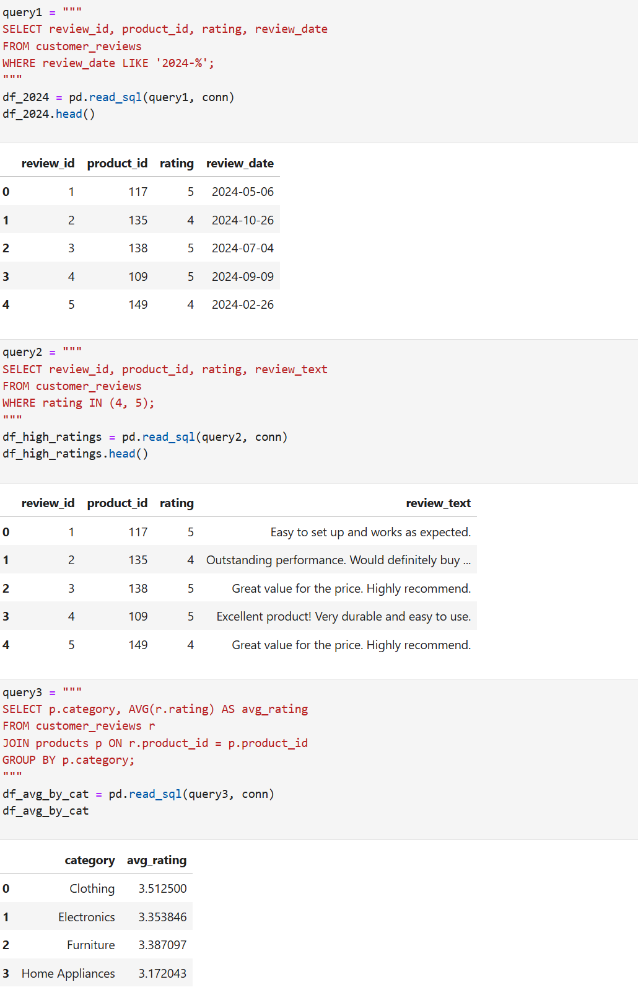 query1 = """
SELECT review_id, product_id, rating, review_date
FROM customer_reviews
WHERE review_date LIKE '2024-%';
"""
df_2024 = pd.read_sql(query1, conn)
df_2024.head()
review_id product_id rating review_date
0 1 117 5 2024-05-06
1 2 135 4 2024-10-26
2 3 138 5 2024-07-04
3 4 109 5 2024-09-09
4 5 149 4 2024-02-26
query2 = """
SELECT review_id, product_id, rating, review_text
FROM customer_reviews
WHERE rating IN (4, 5);
"""
df_high_ratings = pd.read_sql(query2, conn)
df_high_ratings.head()
review_id product_id rating review_text
0 1 117 5 Easy to set up and works as expected.
1 2 135 4 Outstanding performance. Would definitely buy ...
2 3 138 5 Great value for the price. Highly recommend.
3 4 109 5 Excellent product! Very durable and easy to use.
4 5 149 4 Great value for the price. Highly recommend.
query3 = """
SELECT p.category, AVG(r.rating) AS avg_rating
FROM customer_reviews r
JOIN products p ON r.product_id = p.product_id
GROUP BY p.category;
"""
df_avg_by_cat = pd.read_sql(query3, conn)
df_avg_by_cat
category avg_rating
0 Clothing 3.512500
1 Electronics 3.353846
2 Furniture 3.387097
3 Home Appliances 3.172043